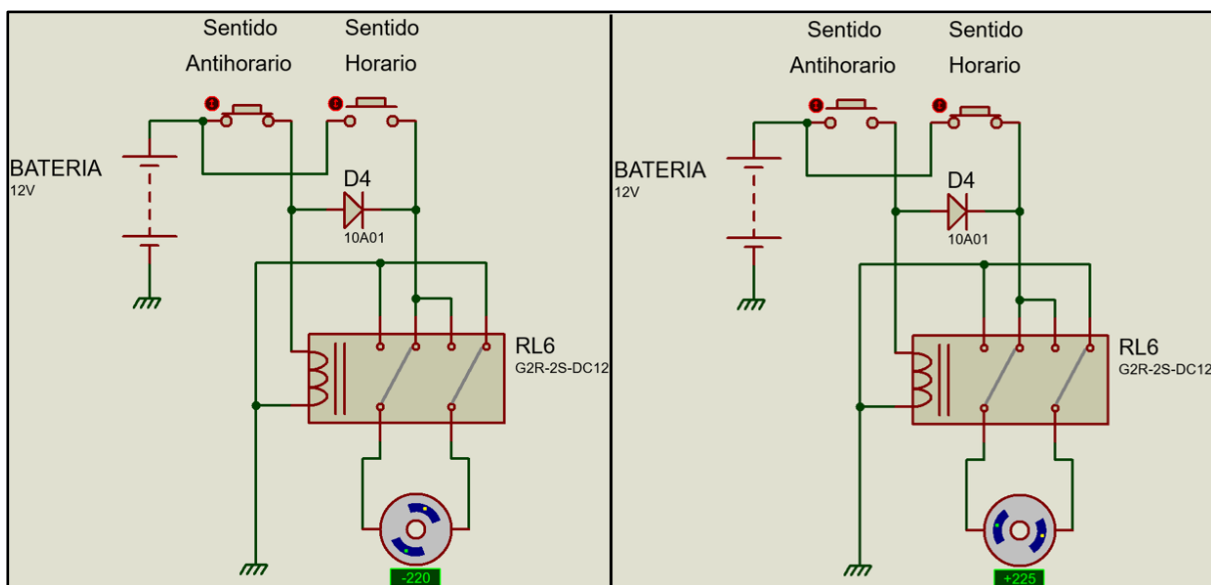 Sentido
Antihorario
Sentido
Horario
BATERIA
12V
D4
10A01
RL6
G2R-2S-DC12
-220
Sentido
Antihorario
Sentido
Horario
BATERIA
12V
D4
10A01
RL6
G2R-2S-DC12
+225